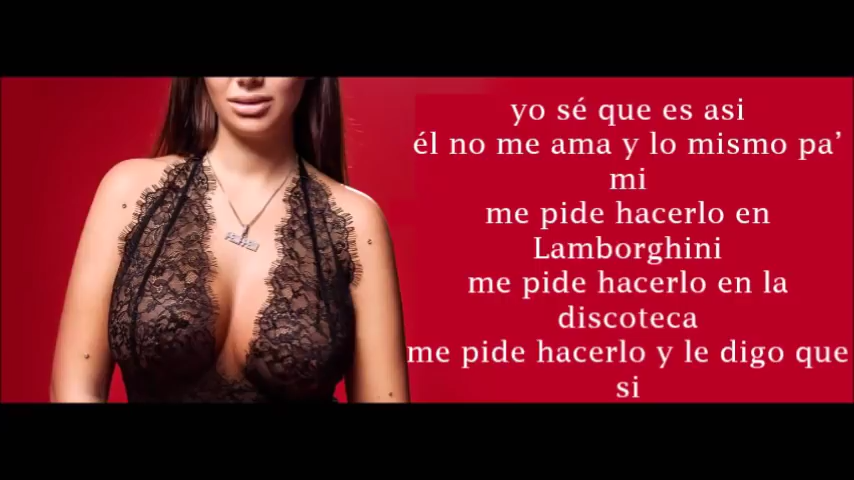 yo sé que es asi
él no me ama y lo mismo pa’
mi
me pide hacerlo en
Lamborghini
me pide hacerlo en la
discoteca
me pide hacerlo y le digo que
si